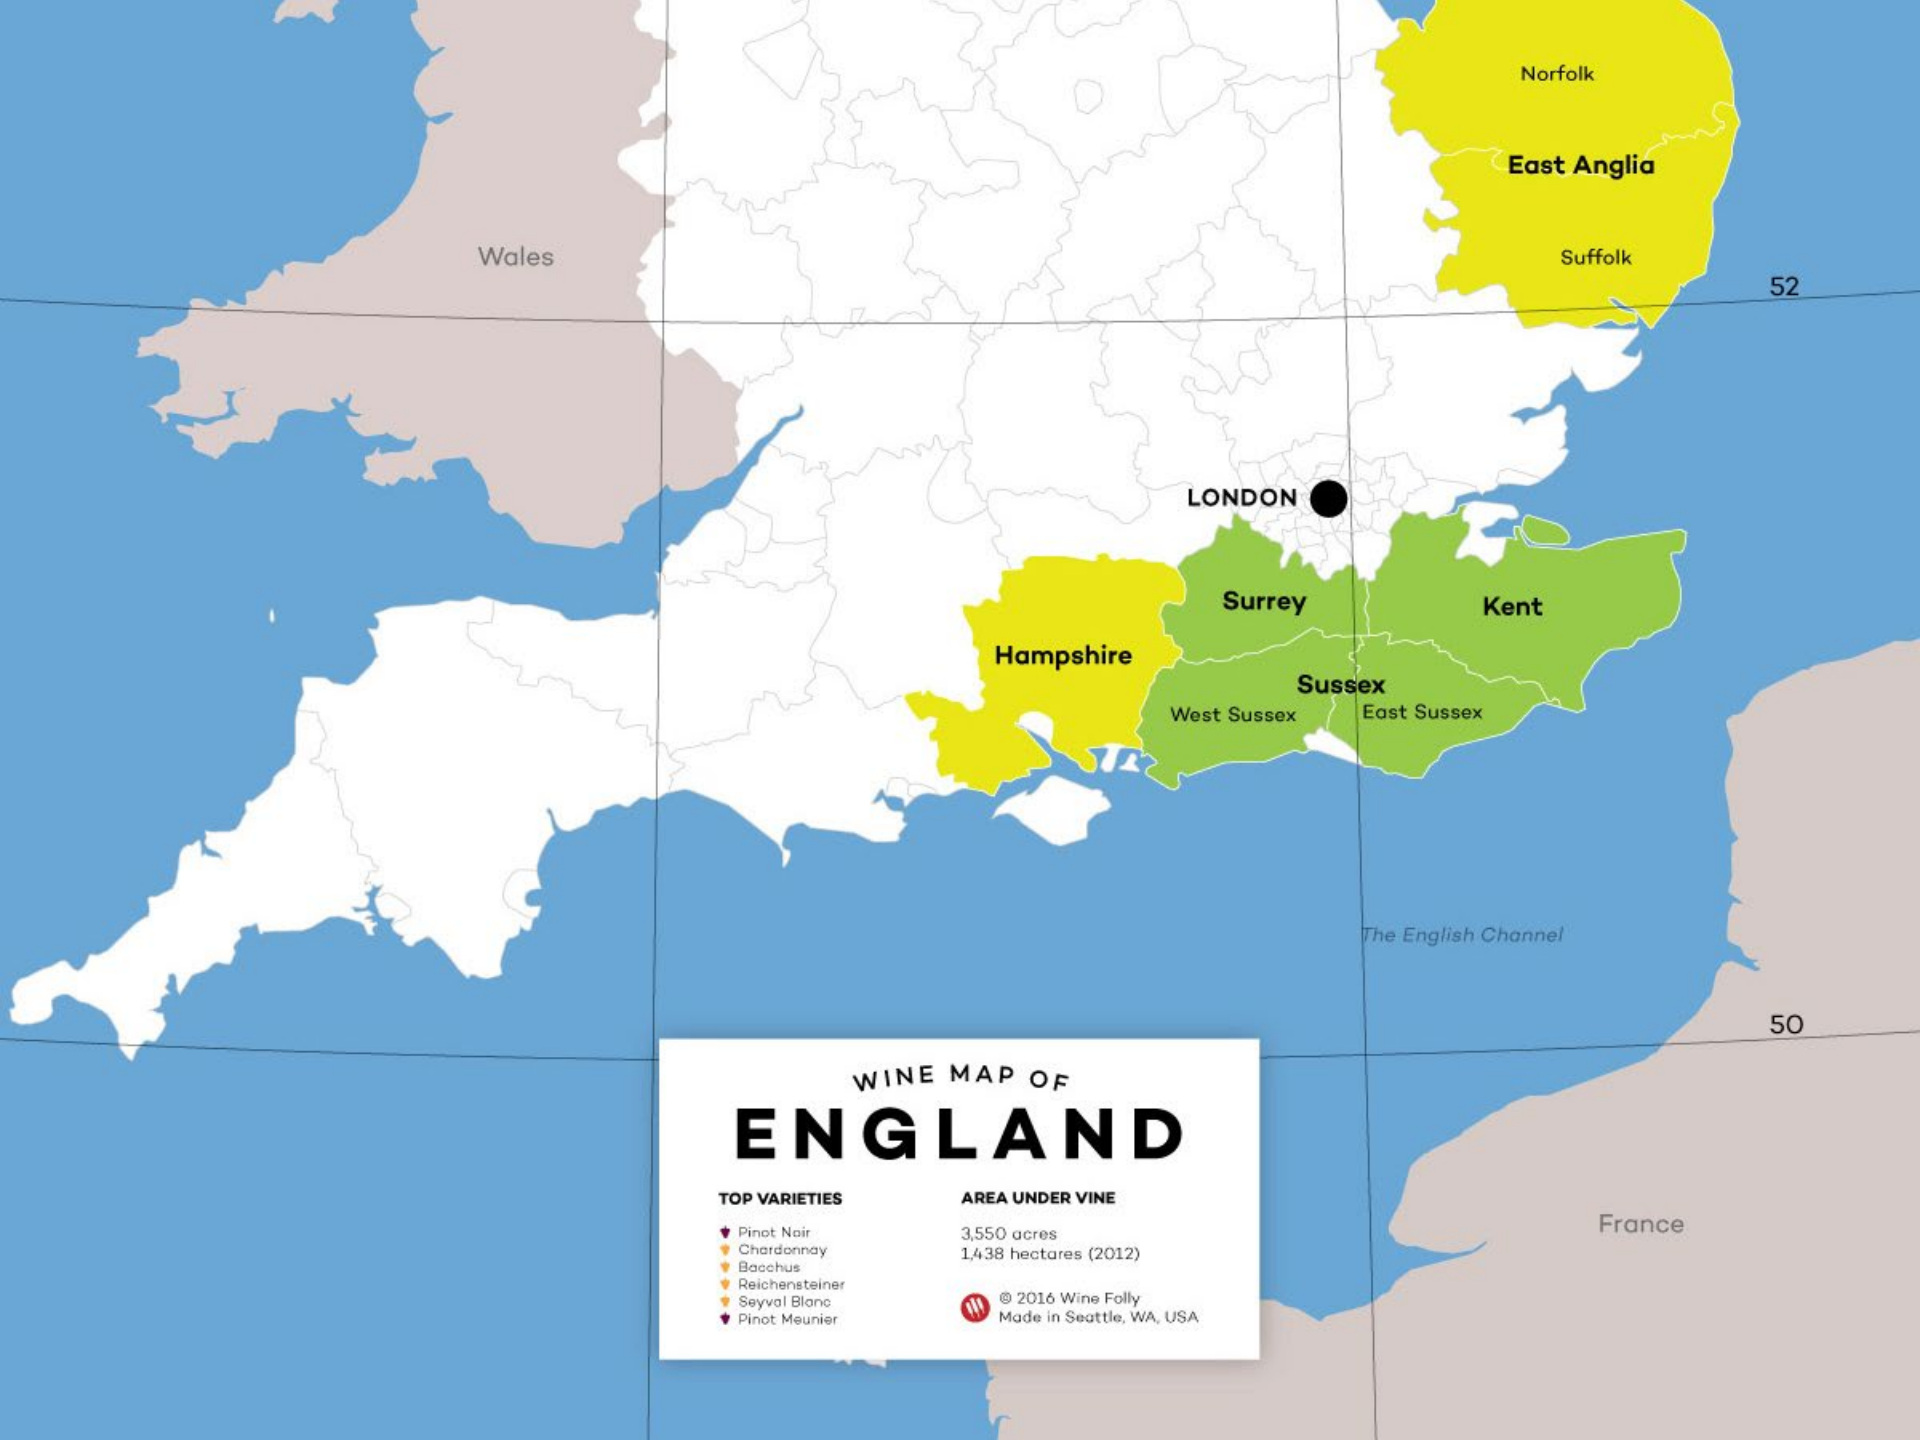 Norfolk
East Anglia
Wales
Suffolk
52
LONDON
Surrey
Kent
Hampshire
Sussex
West Sussex
East Sussex
The English Channel
50
WINE MAP OF
ENGLAND
TOP VARIETIES
Pinot Noir
Chardonnay
Bacchus
Reichensteiner
Seyval Blanc
Pinot Meunier
AREA UNDER VINE
3,550 acres
1,438 hectares (2012)
© 2016 Wine Folly
Made in Seattle, WA, USA
France